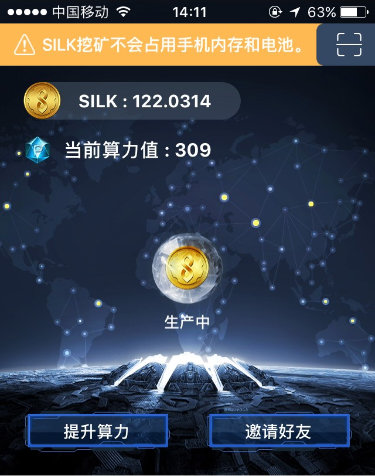 中国移动 14:11 63%
SILK挖矿不会占用手机内存和电池。
SILK : 122.0314
当前算力值 : 309
生产中
提升算力 邀请好友